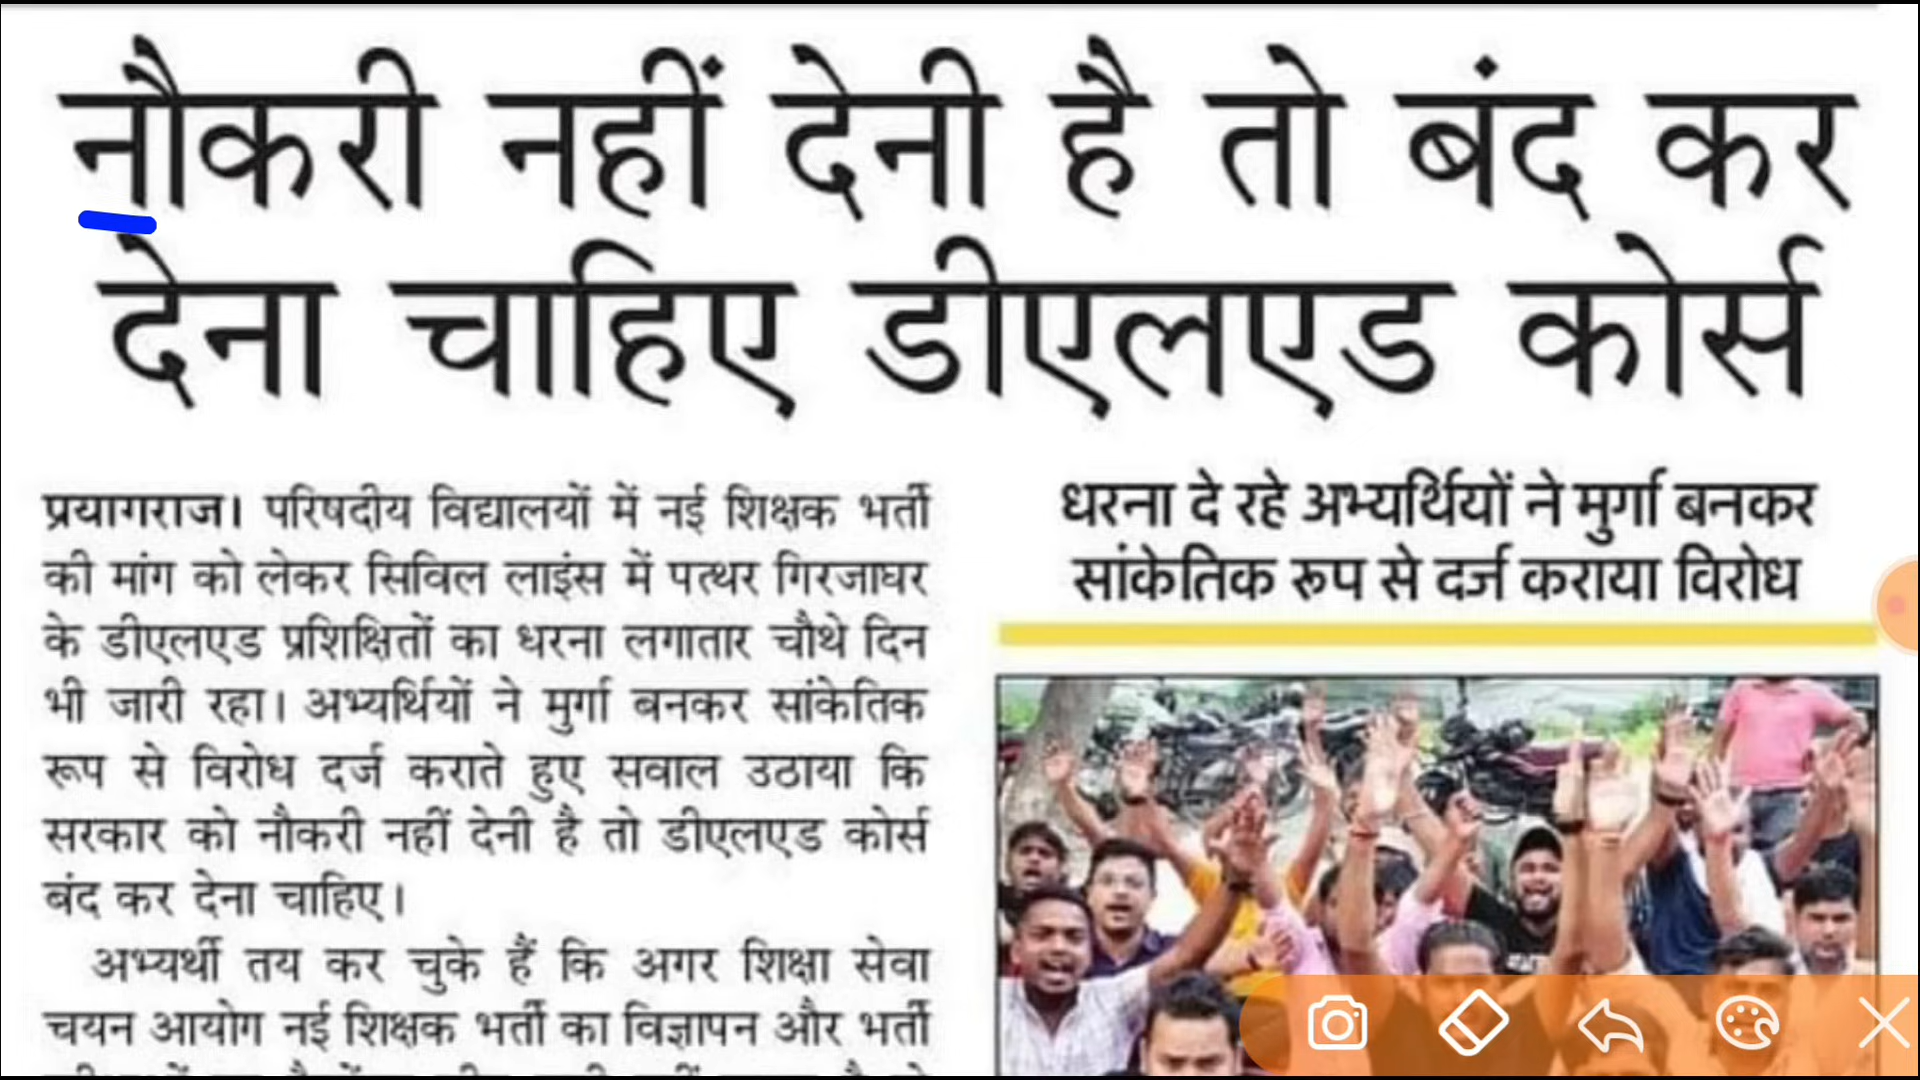 नौकरी नहीं देनी है तो बंद कर
देना चाहिए डीएलएड कोर्स
प्रयागराज। परिषदीय विद्यालयों में नई शिक्षक भर्ती
की मांग को लेकर सिविल लाइंस में पत्थर गिरजाघर
के डीएलएड प्रशिक्षितों का धरना लगातार चौथे दिन
भी जारी रहा। अभ्यर्थियों ने मुर्गा बनकर सांकेतिक
रूप से विरोध दर्ज कराते हुए सवाल उठाया कि
सरकार को नौकरी नहीं देनी है तो डीएलएड कोर्स
बंद कर देना चाहिए।
अभ्यर्थी तय कर चुके हैं कि अगर शिक्षा सेवा
चयन आयोग नई शिक्षक भर्ती का विज्ञापन और भर्ती
धरना दे रहे अभ्यर्थियों ने मुर्गा बनकर
सांकेतिक रूप से दर्ज कराया विरोध